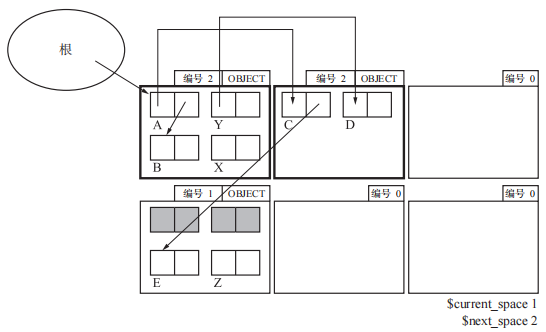 根
编号 2 OBJECT 编号 2 OBJECT 编号 0
A Y C D
B X
编号 1 OBJECT 编号 0 编号 0
E Z
$current_space 1
$next_space 2